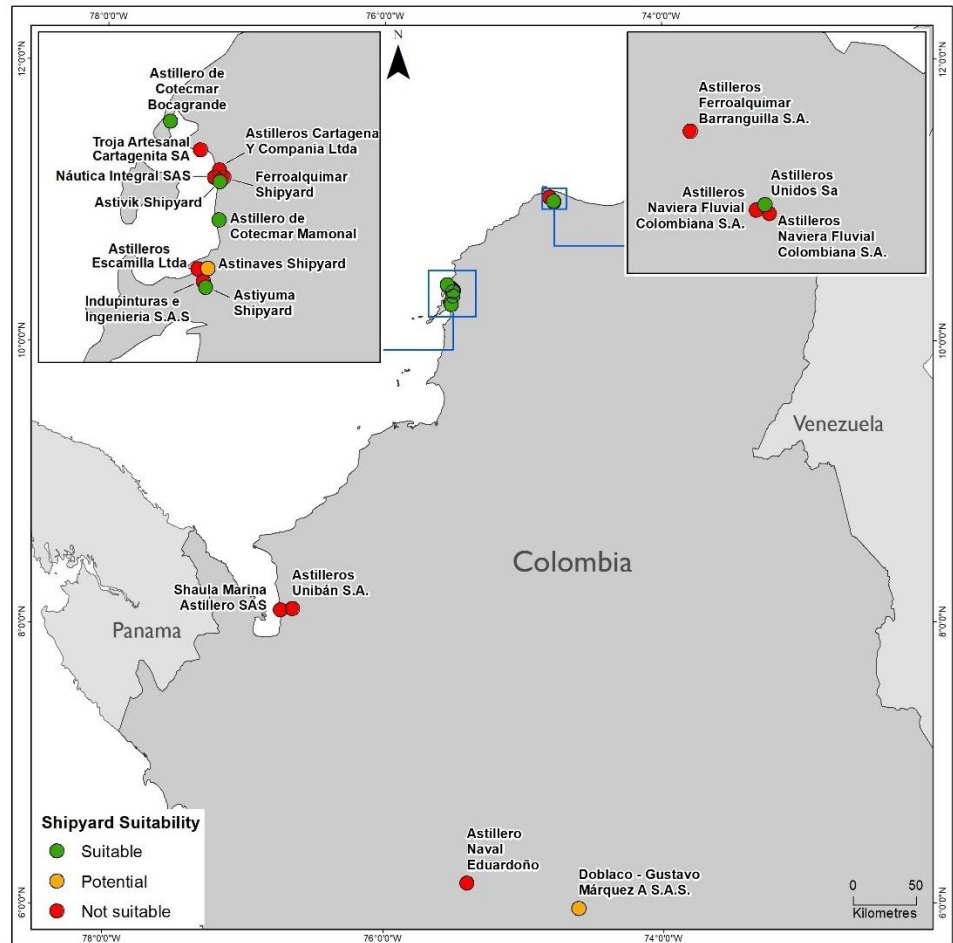 78°0'0"W
76°0'0"W
74°0'0"W
12°0'0"N
12°0'0"N
N
Astillero de
Cotecmar
Bocagrande
Troja Artesanal
Cartagenita SA
Astilleros Cartagena
Y Compania Ltda
Náutica Integral SAS
Ferroalquimar
Shipyard
Astivik Shipyard
Astillero de
Cotecmar Mamonal
Astilleros
Escamilla Ltda
Astinaves Shipyard
Indupinturas e
Ingenieria S.A.S
Astiyuma
Shipyard
Astilleros
Ferroalquimar
Barranguilla S.A.
Astilleros
Unidos Sa
Astilleros
Naviera Fluvial
Colombiana S.A.
Astilleros
Naviera Fluvial
Colombiana S.A.
10°0'0"N
10°0'0"N
Venezuela
Colombia
Shaula Marina
Astillero SAS
Astilleros
Unibán S.A.
Panama
8°0'0"N
8°0'0"N
Shipyard Suitability
Suitable
Potential
Not suitable
Astillero
Naval
Eduardoño
Doblaco - Gustavo
Márquez A S.A.S.
0 50
Kilometres
6°0'0"N
6°0'0"N
78°0'0"W
76°0'0"W
74°0'0"W